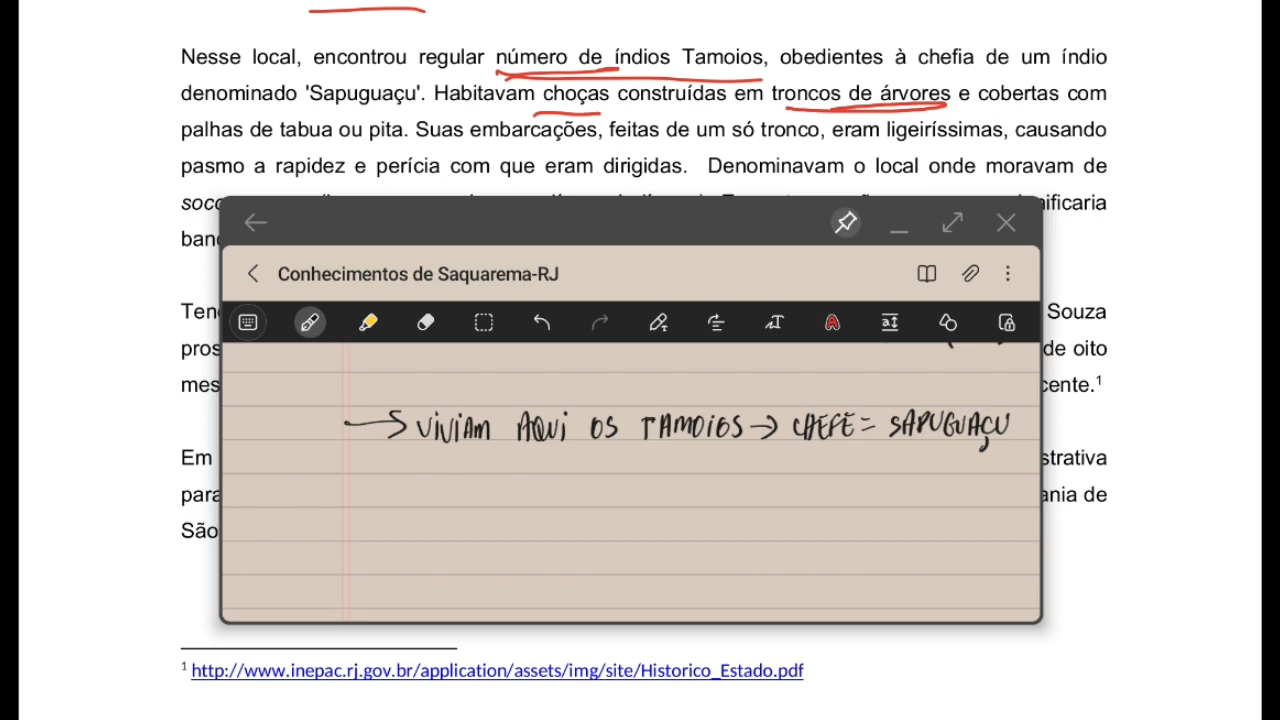 Nesse local, encontrou regular número de índios Tamoios, obedientes à chefia de um índio
denominado 'Sapuguaçu'. Habitavam choças construídas em troncos de árvores e cobertas com
palhas de tabua ou pita. Suas embarcações, feitas de um só tronco, eram ligeiríssimas, causando
pasmo a rapidez e perícia com que eram dirigidas. Denominavam o local onde moravam de
Conhecimentos de Saquarema-RJ
Souza
de oito
→ VIVIAM AQUI OS TAMOIOS → CHEFE = SAPUGUAÇU
Em
de
São
¹ http://www.inepac.rj.gov.br/application/assets/img/site/Historico_Estado.pdf